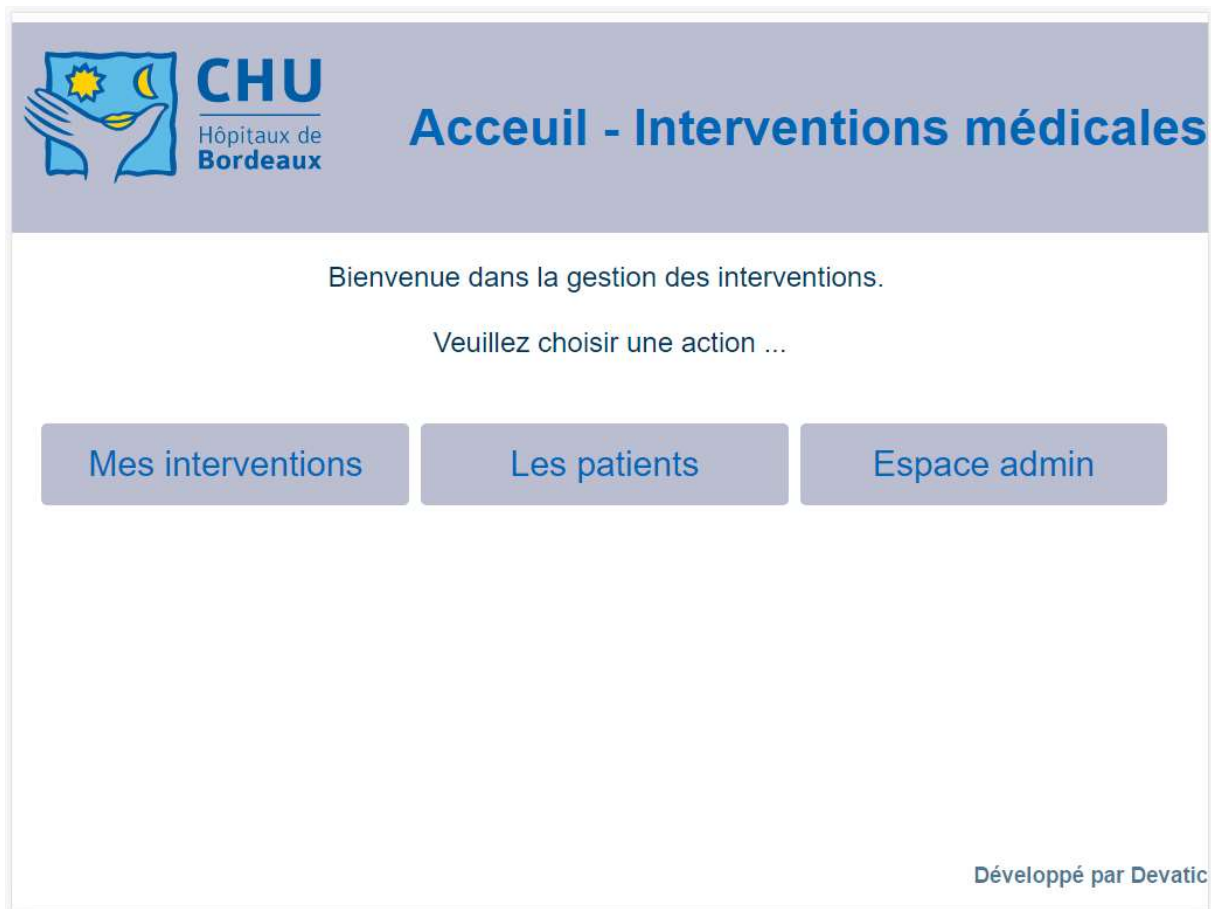 CHU
Hôpitaux de
Bordeaux
Acceuil - Interventions médicales
Bienvenue dans la gestion des interventions.
Veuillez choisir une action ...
Mes interventions
Les patients
Espace admin
Développé par Devatic